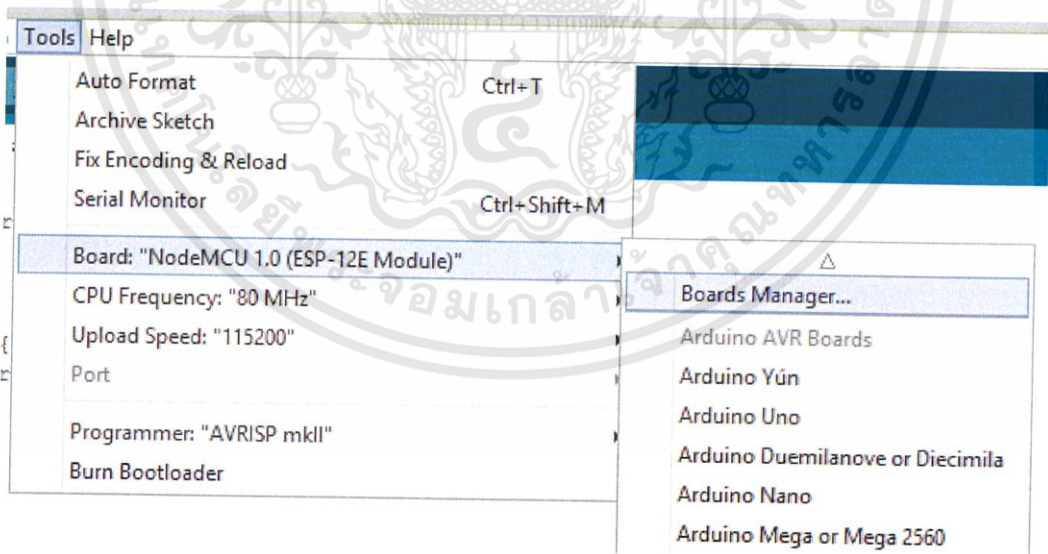 Tools Help
Auto Format Ctrl+T
Archive Sketch
Fix Encoding & Reload
Serial Monitor Ctrl+Shift+M
Board: "NodeMCU 1.0 (ESP-12E Module)"
CPU Frequency: "80 MHz"
Upload Speed: "115200"
Port
Programmer: "AVRISP mkII"
Burn Bootloader
Boards Manager...
Arduino AVR Boards
Arduino Yún
Arduino Uno
Arduino Duemilanove or Diecimila
Arduino Nano
Arduino Mega or Mega 2560